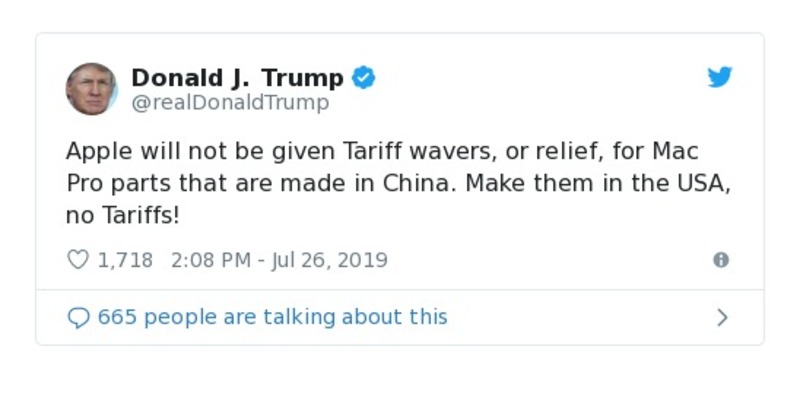 Donald J. Trump
@realDonaldTrump
Apple will not be given Tariff wavers, or relief, for Mac
Pro parts that are made in China. Make them in the USA,
no Tariffs!
1,718 2:08 PM - Jul 26, 2019
665 people are talking about this